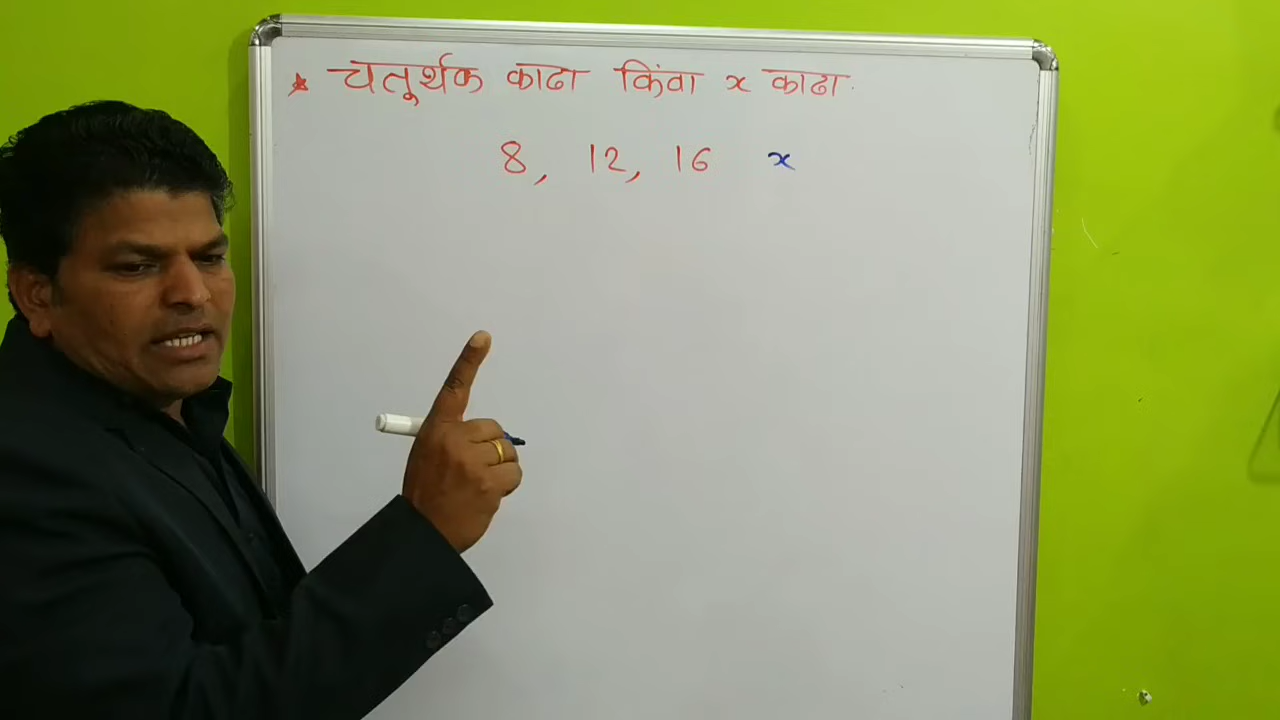 * चतुर्थक काढा किंवा x काढा.
8, 12, 16 x